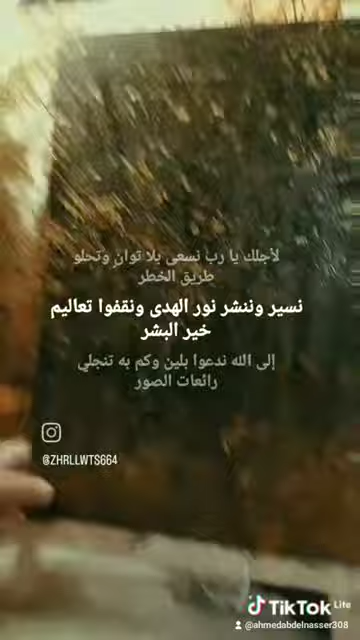 لأجلك يا رب نسعى بلا توانٍ وتحلو
طريق الخطر
نسير وننشر نور الهدى ونقفوا تعاليم
خير البشر
إلى الله ندعوا بلين وكم به تنجلي
رائعات الصور
@ZHRLLWTS664
TikTok Lite
@ahmedabdelnasser308